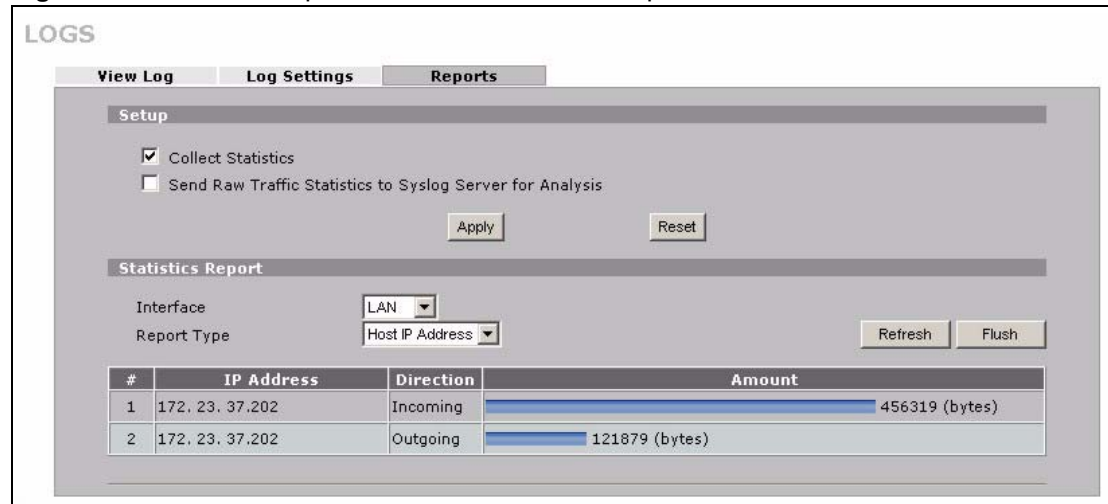 LOGS
View Log Log Settings Reports
Setup
Collect Statistics
Send Raw Traffic Statistics to Syslog Server for Analysis
Apply Reset
Statistics Report
Interface LAN
Report Type Host IP Address Refresh Flush
# IP Address Direction Amount
1 172. 23. 37.202 Incoming 456319 (bytes)
2 172. 23. 37.202 Outgoing 121879 (bytes)